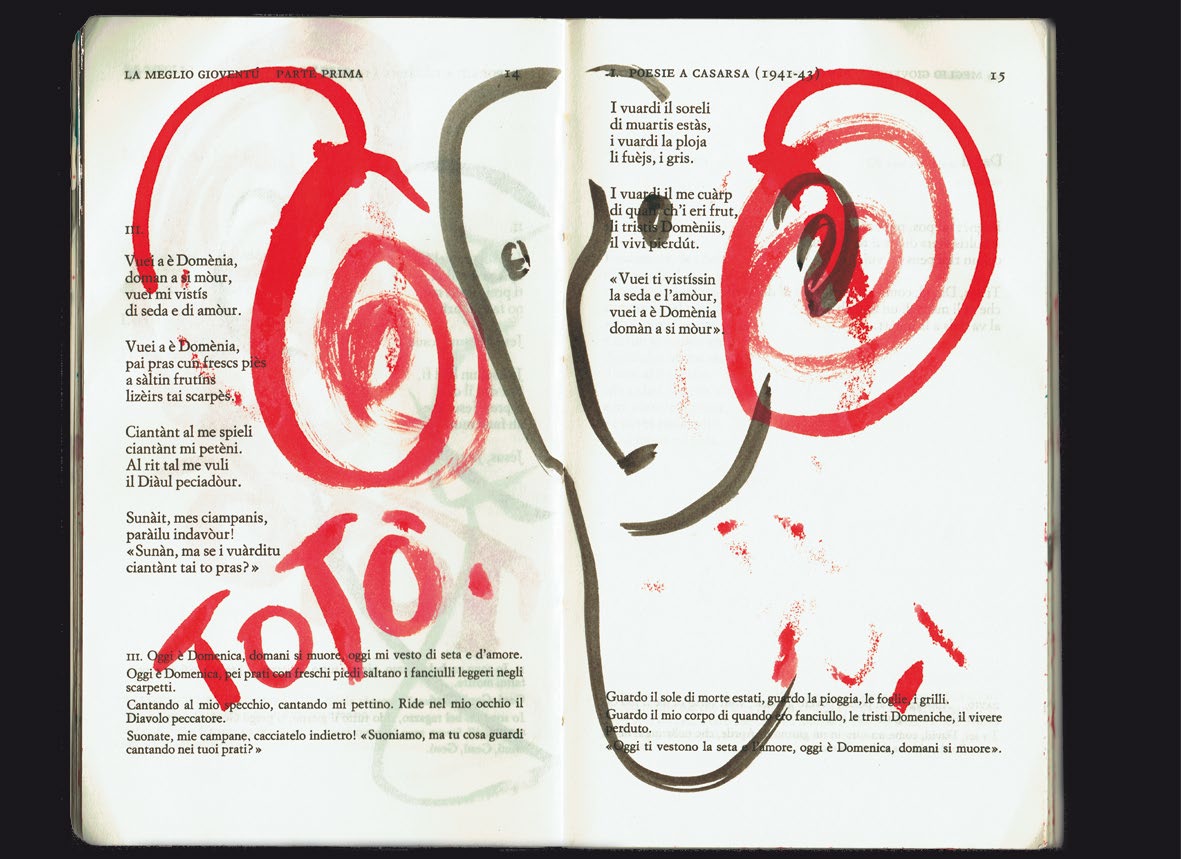 LA MEGLIO GIOVENTÚ PARTE PRIMA 14
III.
Vuei a è Domènia,
doman a si mòur,
vuei mi vistís
di seda e di amòur.
Vuei a è Domènia,
pai pras cun frescs piès
a sàltin frutíns
lizèirs tai scarpès.
Ciantànt al me spieli
ciantànt mi petèni.
Al rit tal me vuli
il Diàul peciadòur.
Sunàit, mes ciampanis,
paràilu indavòur!
«Sunàn, ma se i vuàrditu
ciantànt tai to pras?»
TOTÒ.
III. Oggi è Domenica, domani si muore, oggi mi vesto di seta e d'amore.
Oggi è Domenica, pei prati con freschi piedi saltano i fanciulli leggeri negli
scarpetti.
Cantando al mio specchio, cantando mi pettino. Ride nel mio occhio il
Diavolo peccatore.
Suonate, mie campane, cacciatelo indietro! «Suoniamo, ma tu cosa guardi
cantando nei tuoi prati?»
I. POESIE A CASARSA (1941-43) 15
I vuardi il soreli
di muartis estàs,
i vuardi la ploja
li fuèjs, i gris.
I vuardi il me cuàrp
di quan ch'i eri frut,
li tristis Domèniis,
il vivi pierdút.
«Vuei ti vistíssin
la seda e l'amòur,
vuei a è Domènia
domàn a si mòur».
Guardo il sole di morte estati, guardo la pioggia, le foglie, i grilli.
Guardo il mio corpo di quando ero fanciullo, le tristi Domeniche, il vivere
perduto.
«Oggi ti vestono la seta e l'amore, oggi è Domenica, domani si muore».